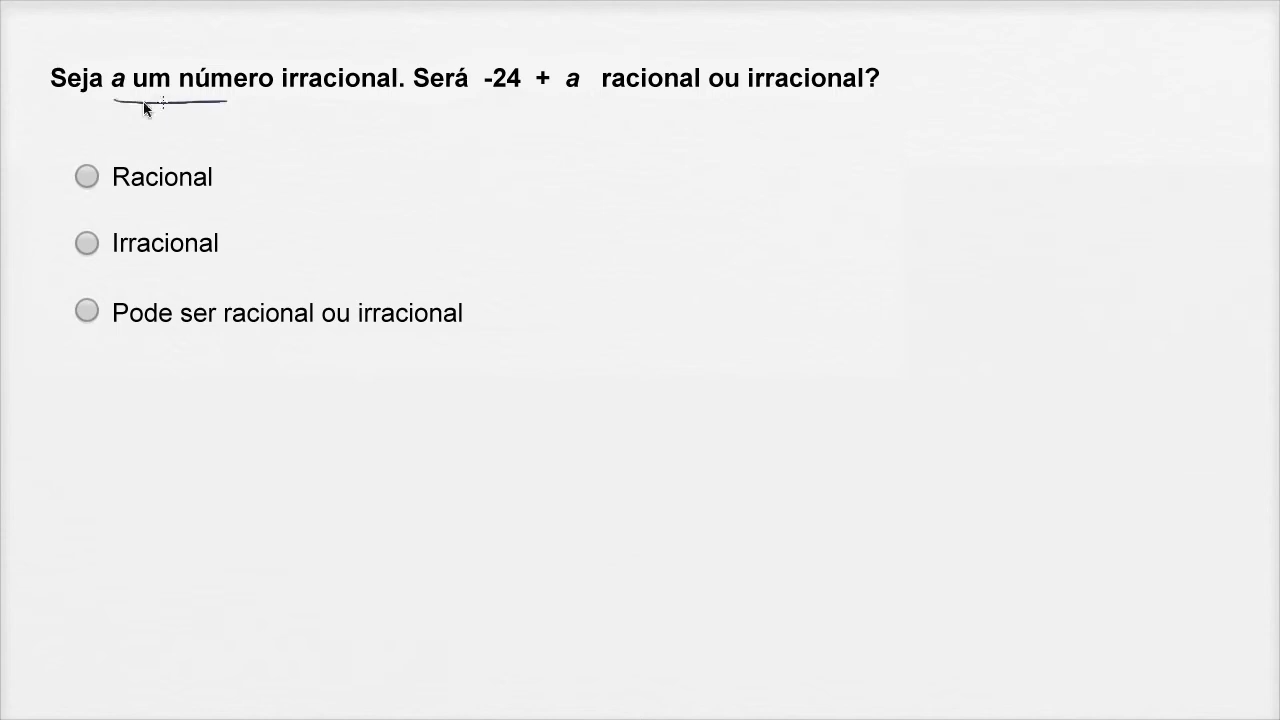 Seja a um número irracional. Será -24 + a racional ou irracional?
Racional
Irracional
Pode ser racional ou irracional